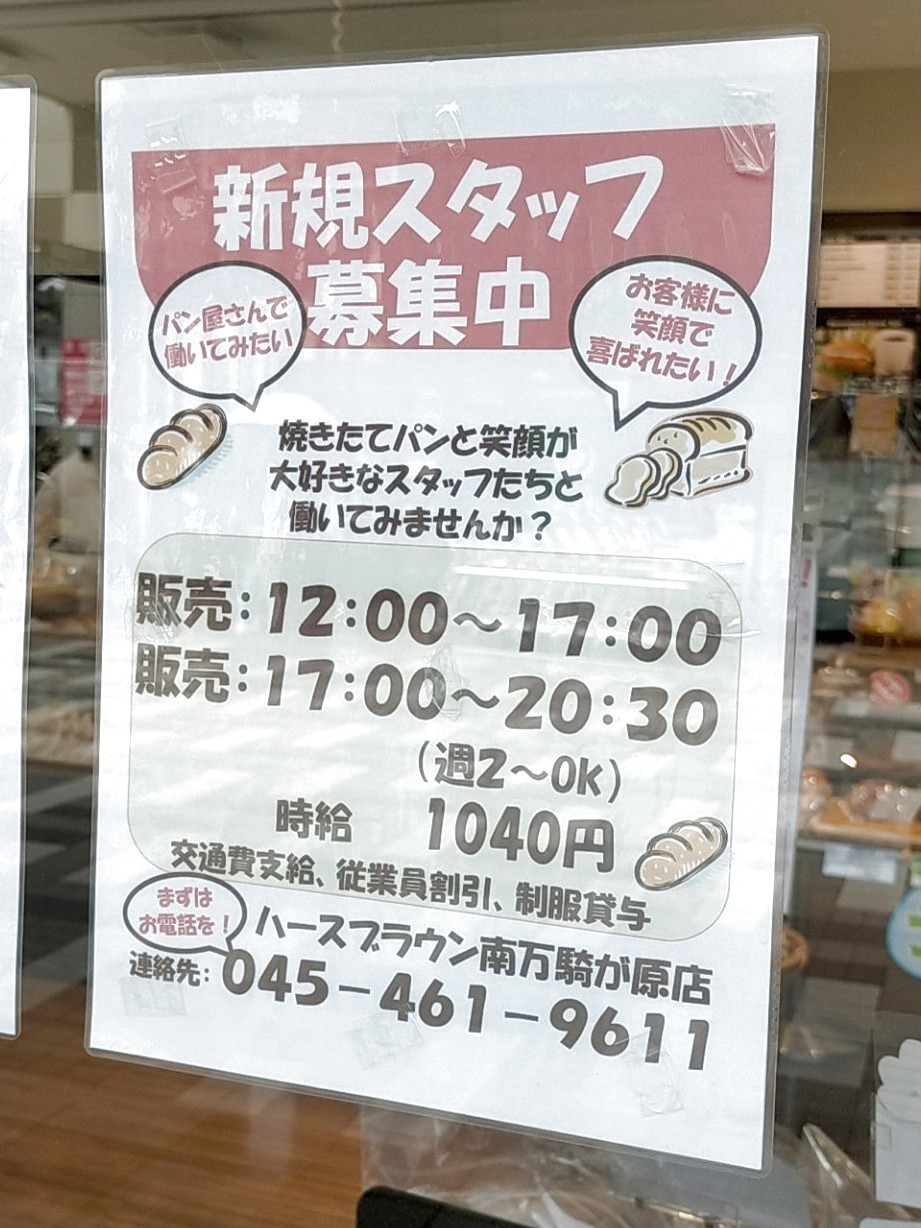 新規スタッフ
募集中
パン屋さんで
働いてみたい
お客様に
笑顔で
喜ばれたい！
焼きたてパンと笑顔が
大好きなスタッフたちと
働いてみませんか？
販売：12：00～17：00
販売：17：00～20：30
（週2～OK）
時給 1040円
交通費支給、従業員割引、制服貸与
まずは
お電話を！
ハースブラウン南万騎が原店
連絡先：045－461－9611